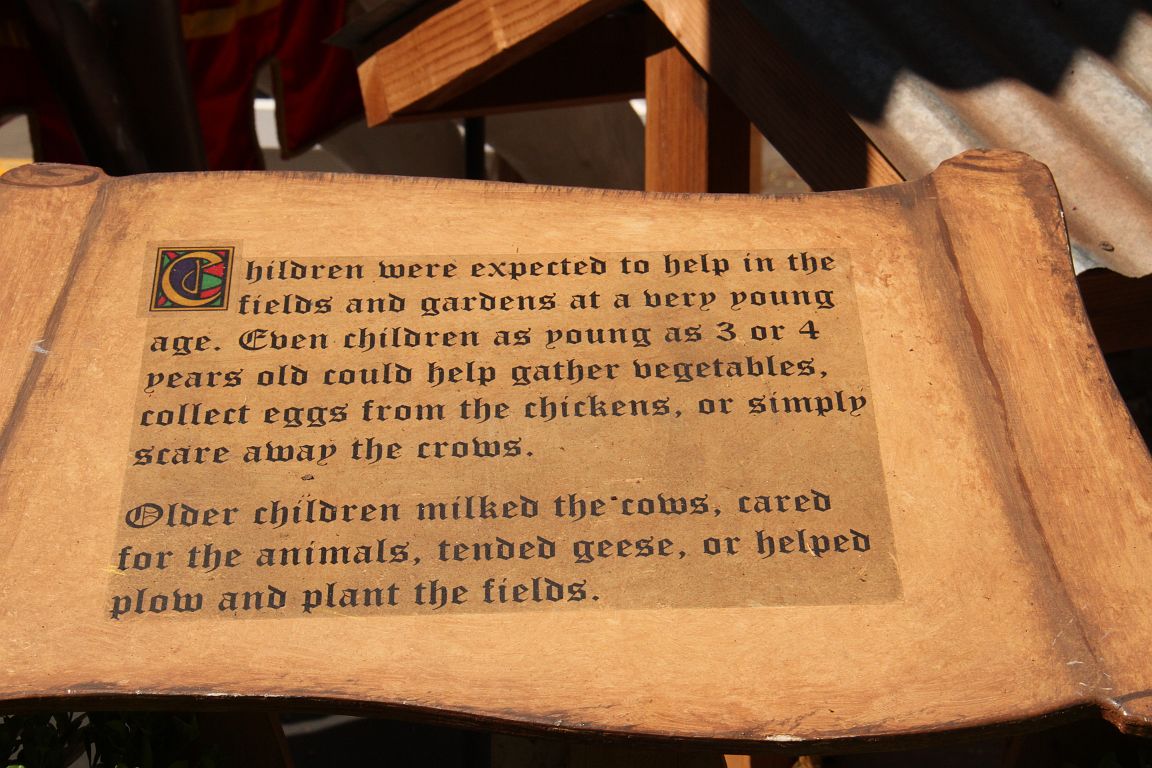 Children were expected to help in the
fields and gardens at a very young
age. Even children as young as 3 or 4
years old could help gather vegetables,
collect eggs from the chickens, or simply
scare away the crows.
Older children milked the cows, cared
for the animals, tended geese, or helped
plow and plant the fields.